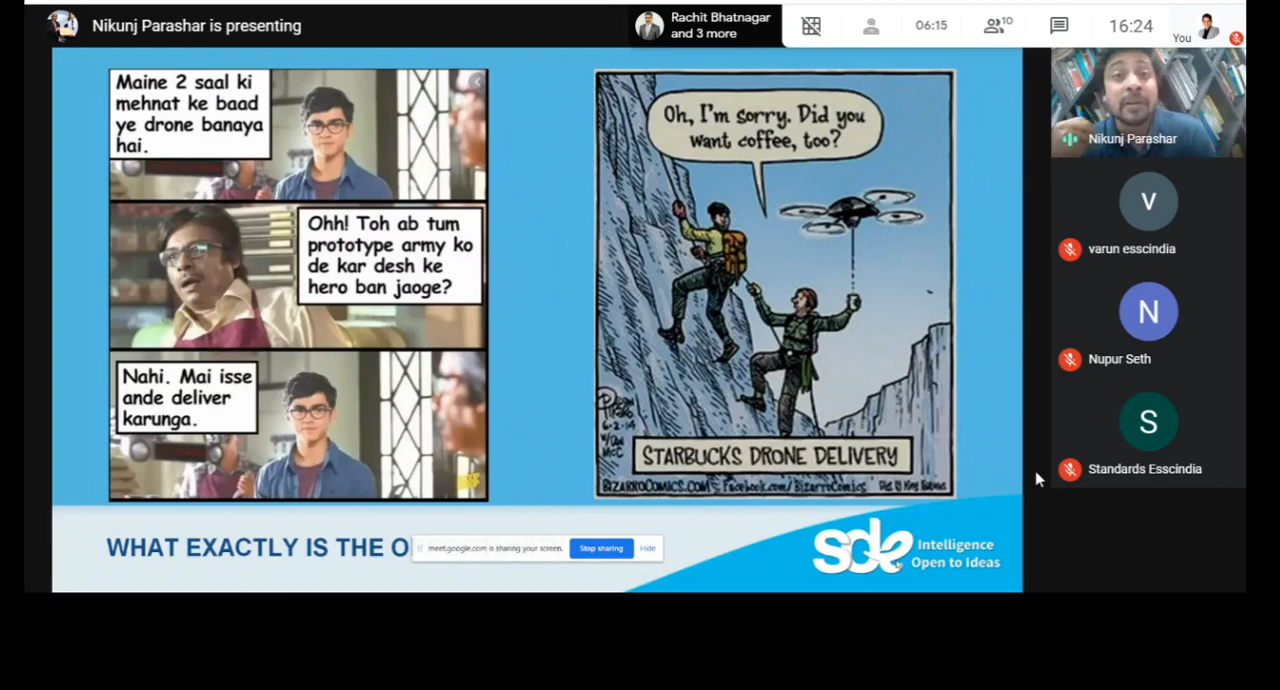 Nikunj Parashar is presenting
Rachit Bhatnagar
and 3 more
06:15
10
16:24
You
Maine 2 saal ki
mehnat ke baad
ye drone banaya
hai.
Ohh! Toh ab tum
prototype army ko
de kar desh ke
hero ban jaoge?
Nahi. Mai isse
ande deliver
karunga.
Oh, I'm sorry. Did you
want coffee, too?
6-2-14
STARBUCKS DRONE DELIVERY
BIZARROCOMICS.COM
Facebook.com/BizarroComics
WHAT EXACTLY IS THE O
meet.google.com is sharing your screen.
Stop sharing
Hide
sde
Intelligence
Open to Ideas
Nikunj Parashar
V
varun esscindia
N
Nupur Seth
S
Standards Esscindia